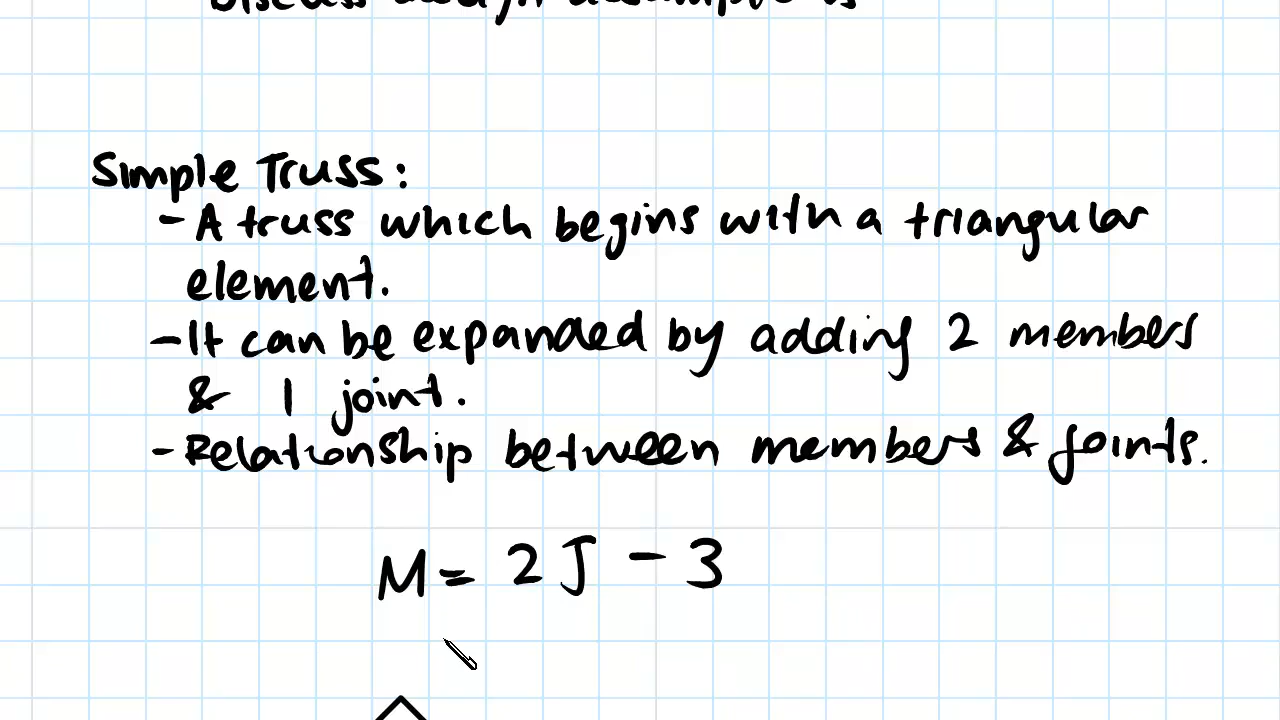 Simple Truss:
- A truss which begins with a triangular
element.
- It can be expanded by adding 2 members
& 1 joint.
- Relationship between members & joints.
M = 2J - 3